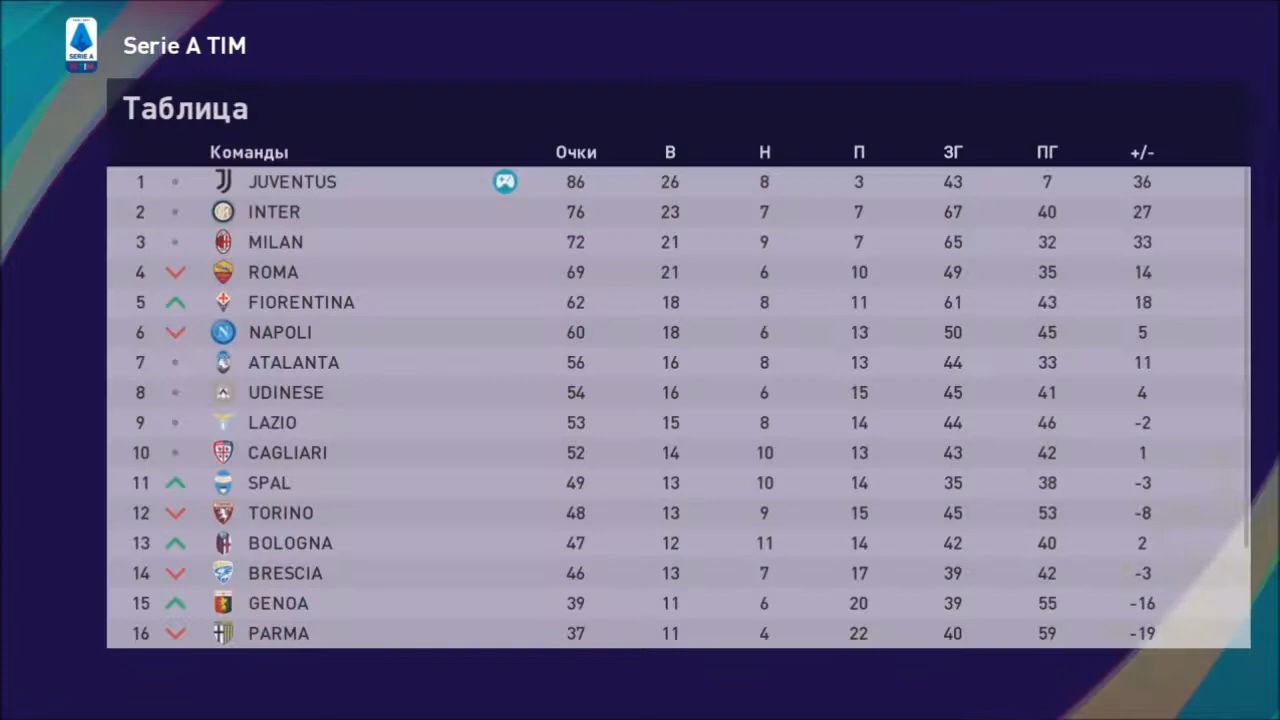 Serie A TIM
Таблица
Команды Очки В Н П ЗГ ПГ +/-
1 JUVENTUS 86 26 8 3 43 7 36
2 INTER 76 23 7 7 67 40 27
3 MILAN 72 21 9 7 65 32 33
4 ROMA 69 21 6 10 49 35 14
5 FIORENTINA 62 18 8 11 61 43 18
6 NAPOLI 60 18 6 13 50 45 5
7 ATALANTA 56 16 8 13 44 33 11
8 UDINESE 54 16 6 15 45 41 4
9 LAZIO 53 15 8 14 44 46 -2
10 CAGLIARI 52 14 10 13 43 42 1
11 SPAL 49 13 10 14 35 38 -3
12 TORINO 48 13 9 15 45 53 -8
13 BOLOGNA 47 12 11 14 42 40 2
14 BRESCIA 46 13 7 17 39 42 -3
15 GENOA 39 11 6 20 39 55 -16
16 PARMA 37 11 4 22 40 59 -19